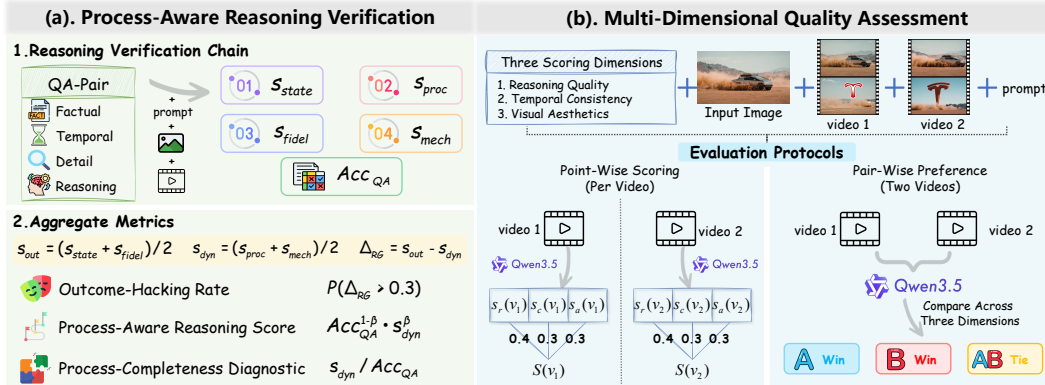 (a). Process-Aware Reasoning Verification
1.Reasoning Verification Chain
QA-Pair
FACT
Factual
Temporal
Detail
Reasoning
+
prompt
+
+
01 s_state
02 s_proc
03 s_fidel
04 s_mech
Acc_QA
2.Aggregate Metrics
s_out = (s_state + s_fidel)/2 s_dyn = (s_proc + s_mech)/2 Δ_RG = s_out - s_dyn
Outcome-Hacking Rate P(Δ_RG > 0.3)
Process-Aware Reasoning Score Acc_QA^1-β · s_dyn^β
Process-Completeness Diagnostic s_dyn / Acc_QA
(b). Multi-Dimensional Quality Assessment
Three Scoring Dimensions
1. Reasoning Quality
2. Temporal Consistency
3. Visual Aesthetics
+
Input Image
+
video 1
+
video 2
+ prompt
Evaluation Protocols
Point-Wise Scoring
(Per Video)
video 1
Qwen3.5
s_r(v_1) s_c(v_1) s_a(v_1)
0.4 0.3 0.3
S(v_1)
video 2
Qwen3.5
s_r(v_2) s_c(v_2) s_a(v_2)
0.4 0.3 0.3
S(v_2)
Pair-Wise Preference
(Two Videos)
video 1
video 2
Qwen3.5
Compare Across
Three Dimensions
A Win
B Win
AB Tie